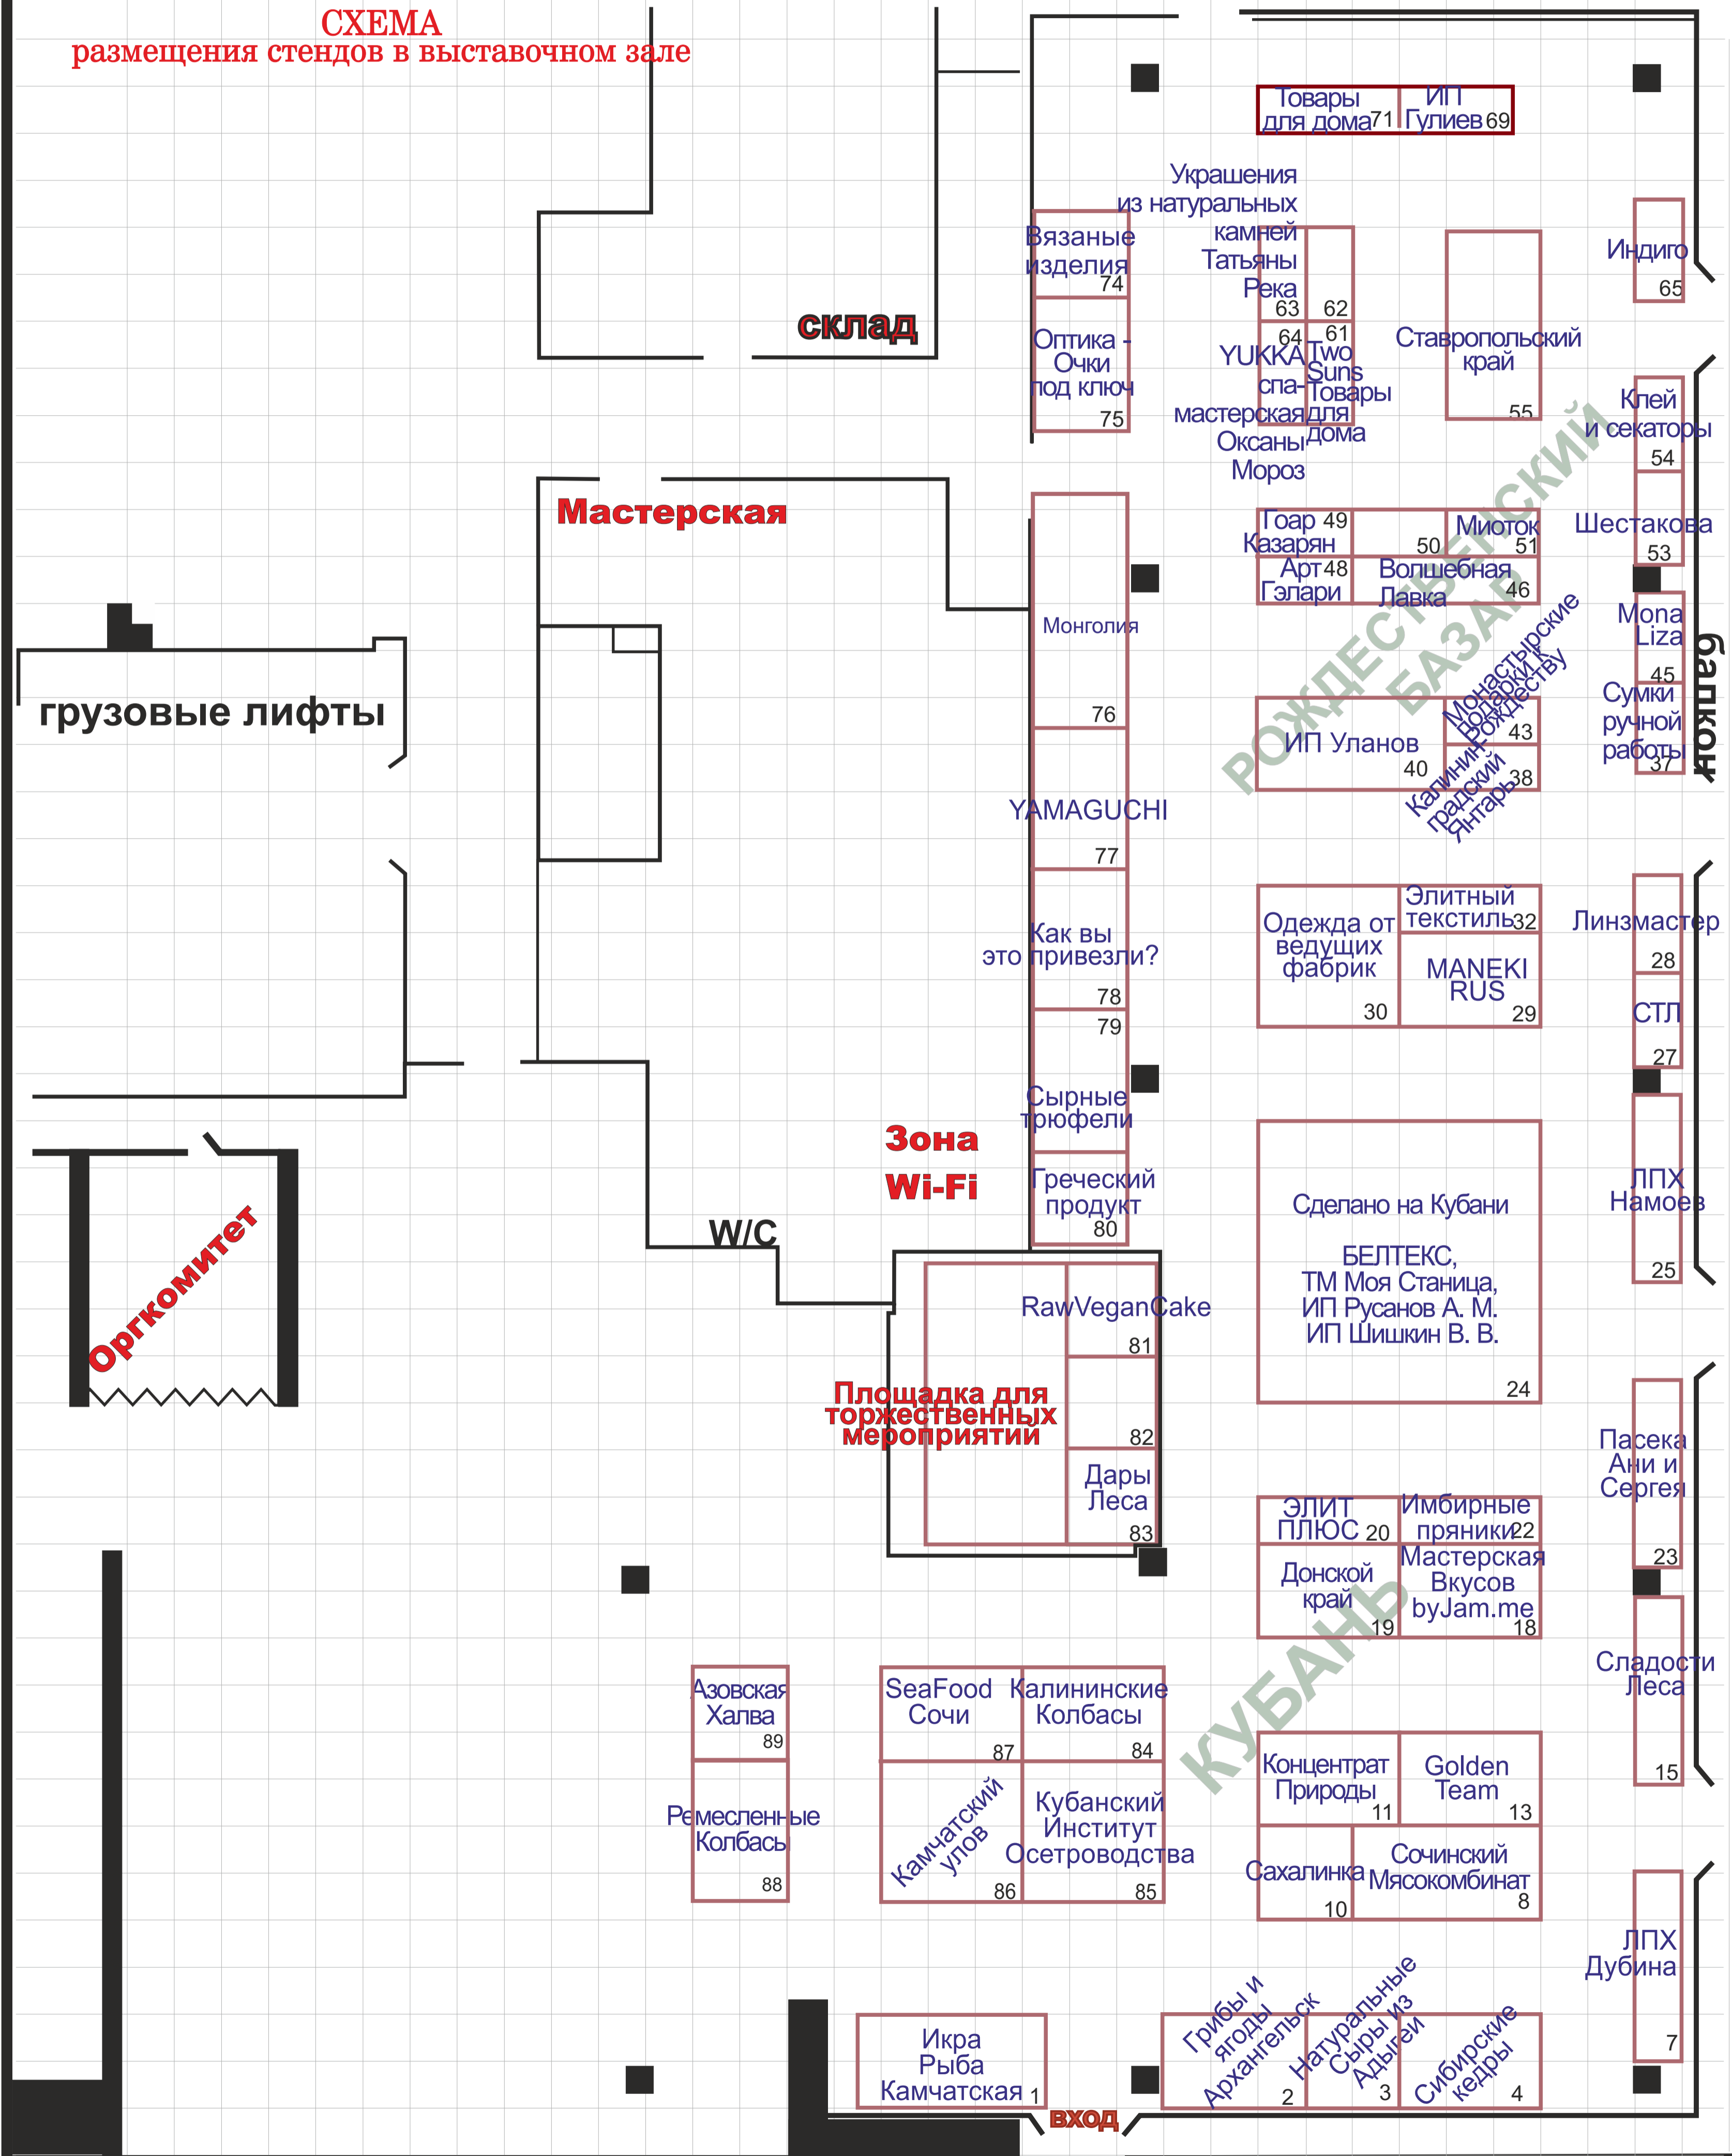 СХЕМА
размещения стендов в выставочном зале
Товары
для дома
71
ИП
Гулиев
69
Украшения
из натуральных
камней
Татьяны
Река
63
62
Вязаные
изделия
74
Индиго
65
склад
Оптика -
Очки
под ключ
75
64
YUKKA
спа-
мастерская
Оксаны
Мороз
61
Two
Suns
Товары
для
дома
Ставропольский
край
55
Клей
и секаторы
54
Шестакова
53
РОЖДЕСТВЕНСКИЙ
БАЗАР
Мастерская
Гоар
Казарян
49
50
Миоток
51
Арт
Гэлари
48
Волшебная
Лавка
46
Монголия
76
Mona
Liza
45
Сумки
ручной
работы
37
балкон
грузовые лифты
ИП Уланов
40
Монастырские
подарки к
Рождеству
43
Калинин-
градский
Янтарь
38
YAMAGUCHI
77
Одежда от
ведущих
фабрик
30
Элитный
текстиль
32
MANEKI
RUS
29
Линзмастер
28
СТЛ
27
Как вы
это привезли?
78
79
Сырные
трюфели
Зона
Wi-Fi
Греческий
продукт
80
W/C
Оргкомитет
Сделано на Кубани
БЕЛТЕКС,
ТМ Моя Станица,
ИП Русанов А. М.
ИП Шишкин В. В.
24
ЛПХ
Намоев
25
RawVeganCake
81
Площадка для
торжественных
мероприятий
82
Дары
Леса
83
Пасека
Ани и
Сергея
23
ЭЛИТ
ПЛЮС
20
Имбирные
пряники
22
Донской
край
19
Мастерская
Вкусов
byJam.me
18
КУБАНЬ
Сладости
Леса
15
Азовская
Халва
89
SeaFood
Сочи
87
Калининские
Колбасы
84
Концентрат
Природы
11
Golden
Team
13
Ремесленные
Колбасы
88
Камчатский
улов
86
Кубанский
Институт
Осетроводства
85
Сахалинка
10
Сочинский
Мясокомбинат
8
ЛПХ
Дубина
7
Икра
Рыба
Камчатская
1
Грибы и
ягоды
Архангельск
2
Натуральные
Сыры из
Адыгеи
3
Сибирские
кедры
4
вход